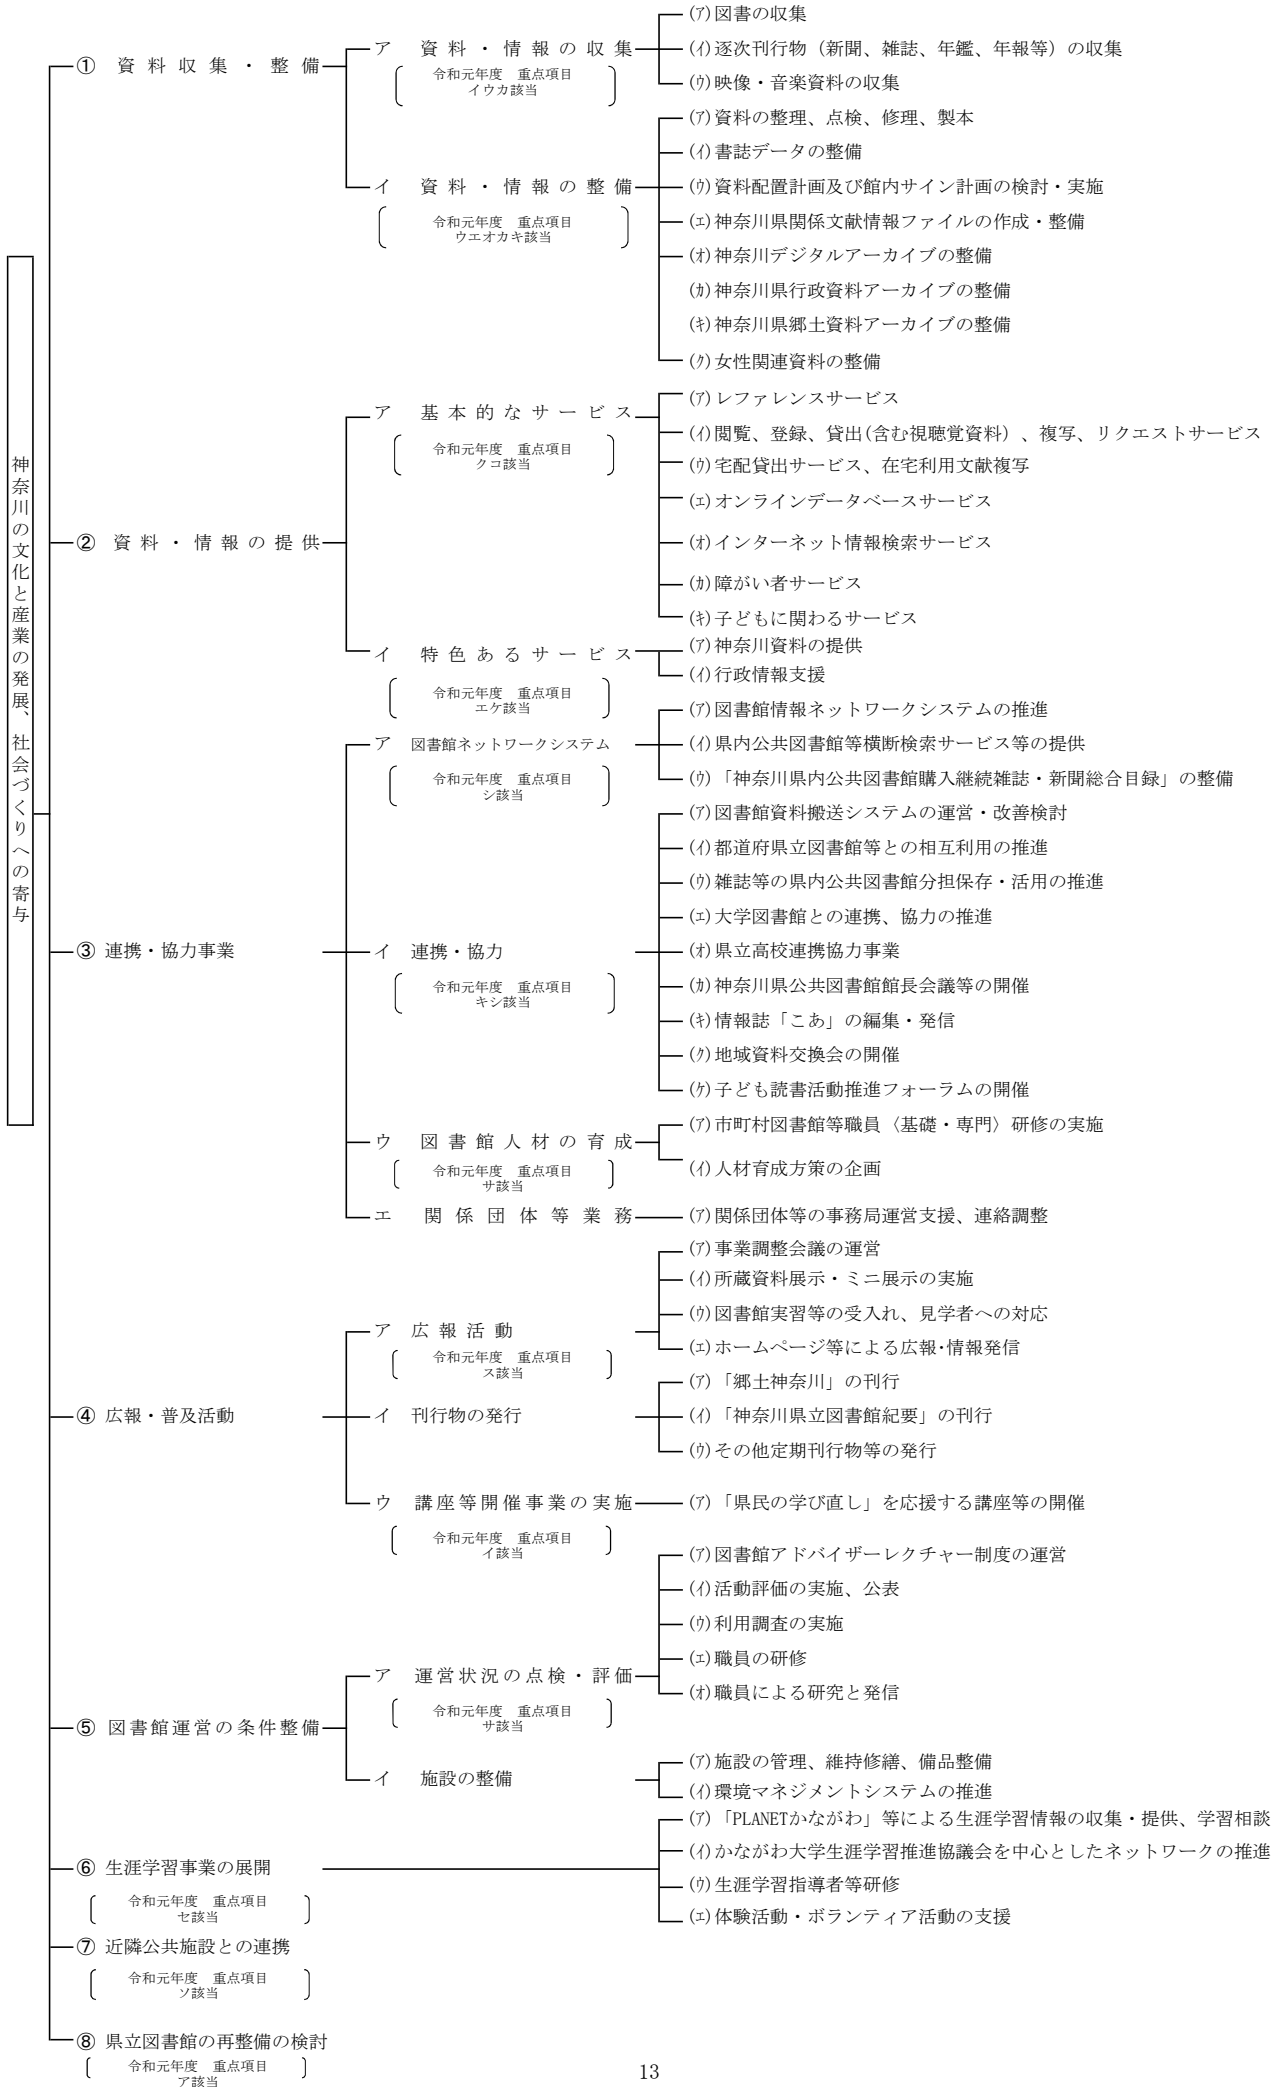 神奈川の文化と産業の発展、社会づくりへの寄与
① 資料収集・整備
ア 資料・情報の収集
令和元年度 重点項目
イウカ該当
(ｱ)図書の収集
(ｲ)逐次刊行物（新聞、雑誌、年鑑、年報等）の収集
(ｳ)映像・音楽資料の収集
イ 資料・情報の整備
令和元年度 重点項目
ウエオカキ該当
(ｱ)資料の整理、点検、修理、製本
(ｲ)書誌データの整備
(ｳ)資料配置計画及び館内サイン計画の検討・実施
(ｴ)神奈川県関係文献情報ファイルの作成・整備
(ｵ)神奈川デジタルアーカイブの整備
(ｶ)神奈川県行政資料アーカイブの整備
(ｷ)神奈川県郷土資料アーカイブの整備
(ｸ)女性関連資料の整備
② 資料・情報の提供
ア 基本的なサービス
令和元年度 重点項目
クコ該当
(ｱ)レファレンスサービス
(ｲ)閲覧、登録、貸出(含む視聴覚資料）、複写、リクエストサービス
(ｳ)宅配貸出サービス、在宅利用文献複写
(ｴ)オンラインデータベースサービス
(ｵ)インターネット情報検索サービス
(ｶ)障がい者サービス
(ｷ)子どもに関わるサービス
イ 特色あるサービス
令和元年度 重点項目
エケ該当
(ｱ)神奈川資料の提供
(ｲ)行政情報支援
③ 連携・協力事業
ア 図書館ネットワークシステム
令和元年度 重点項目
シ該当
(ｱ)図書館情報ネットワークシステムの推進
(ｲ)県内公共図書館等横断検索サービス等の提供
(ｳ)「神奈川県内公共図書館購入継続雑誌・新聞総合目録」の整備
イ 連携・協力
令和元年度 重点項目
キシ該当
(ｱ)図書館資料搬送システムの運営・改善検討
(ｲ)都道府県立図書館等との相互利用の推進
(ｳ)雑誌等の県内公共図書館分担保存・活用の推進
(ｴ)大学図書館との連携、協力の推進
(ｵ)県立高校連携協力事業
(ｶ)神奈川県公共図書館館長会議等の開催
(ｷ)情報誌「こあ」の編集・発信
(ｸ)地域資料交換会の開催
(ｹ)子ども読書活動推進フォーラムの開催
ウ 図書館人材の育成
令和元年度 重点項目
サ該当
(ｱ)市町村図書館等職員〈基礎・専門〉研修の実施
(ｲ)人材育成方策の企画
エ 関係団体等業務
(ｱ)関係団体等の事務局運営支援、連絡調整
④ 広報・普及活動
ア 広報活動
令和元年度 重点項目
ス該当
(ｱ)事業調整会議の運営
(ｲ)所蔵資料展示・ミニ展示の実施
(ｳ)図書館実習等の受入れ、見学者への対応
(ｴ)ホームページ等による広報・情報発信
イ 刊行物の発行
(ｱ)「郷土神奈川」の刊行
(ｲ)「神奈川県立図書館紀要」の刊行
(ｳ)その他定期刊行物等の発行
ウ 講座等開催事業の実施
令和元年度 重点項目
イ該当
(ｱ)「県民の学び直し」を応援する講座等の開催
⑤ 図書館運営の条件整備
ア 運営状況の点検・評価
令和元年度 重点項目
サ該当
(ｱ)図書館アドバイザーレクチャー制度の運営
(ｲ)活動評価の実施、公表
(ｳ)利用調査の実施
(ｴ)職員の研修
(ｵ)職員による研究と発信
イ 施設の整備
(ｱ)施設の管理、維持修繕、備品整備
(ｲ)環境マネジメントシステムの推進
⑥ 生涯学習事業の展開
令和元年度 重点項目
セ該当
(ｱ)「PLANETかながわ」等による生涯学習情報の収集・提供、学習相談
(ｲ)かながわ大学生涯学習推進協議会を中心としたネットワークの推進
(ｳ)生涯学習指導者等研修
(ｴ)体験活動・ボランティア活動の支援
⑦ 近隣公共施設との連携
令和元年度 重点項目
ソ該当
⑧ 県立図書館の再整備の検討
令和元年度 重点項目
ア該当
13